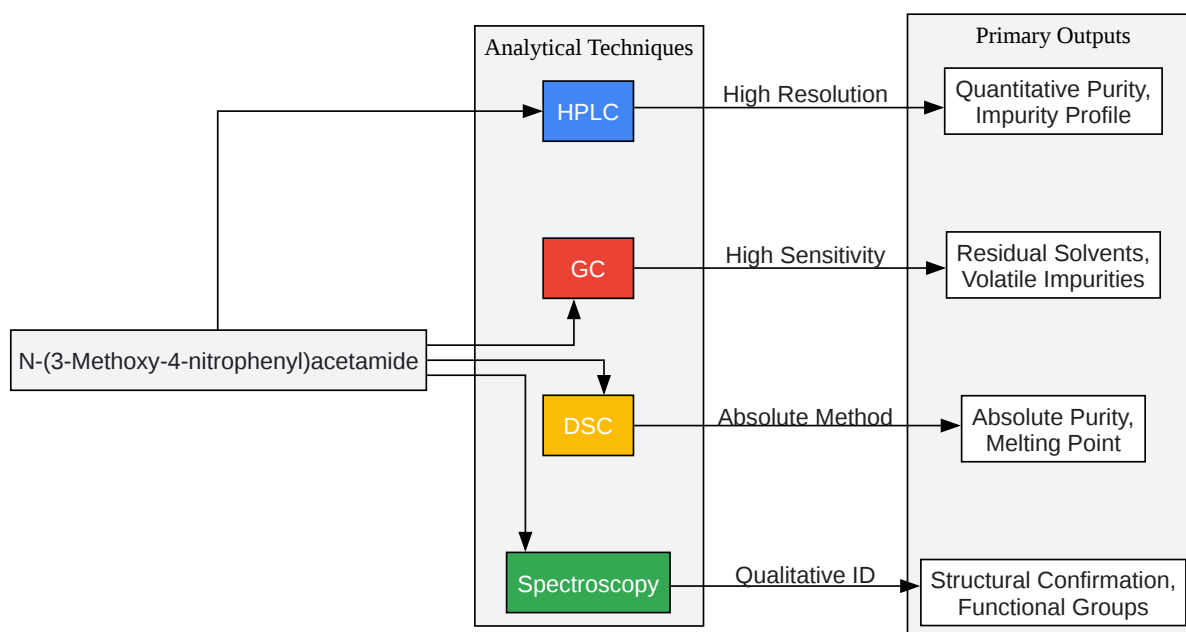 Analytical Techniques
Primary Outputs
HPLC
High Resolution
Quantitative Purity,
Impurity Profile
GC
High Sensitivity
Residual Solvents,
Volatile Impurities
N-(3-Methoxy-4-nitrophenyl)acetamide
DSC
Absolute Method
Absolute Purity,
Melting Point
Spectroscopy
Qualitative ID
Structural Confirmation,
Functional Groups